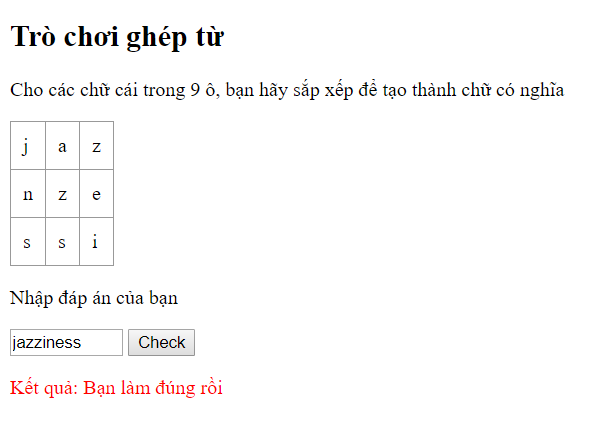 Trò chơi ghép từ
Cho các chữ cái trong 9 ô, bạn hãy sắp xếp để tạo thành chữ có nghĩa
j a z
n z e
s s i
Nhập đáp án của bạn
jazziness Check
Kết quả: Bạn làm đúng rồi